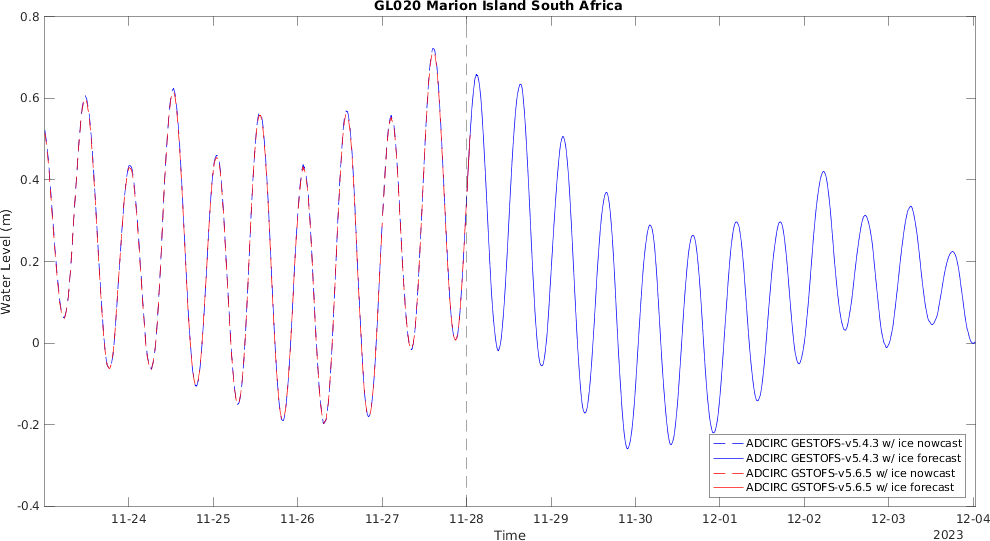 GL020 Marion Island South Africa
0.8
0.6
0.4
0.2
0
-0.2
-0.4
Water Level (m)
ADCIRC GESTOFS-v5.4.3 w/ ice nowcast
ADCIRC GESTOFS-v5.4.3 w/ ice forecast
ADCIRC GSTOFS-v5.6.5 w/ ice nowcast
ADCIRC GSTOFS-v5.6.5 w/ ice forecast
11-24 11-25 11-26 11-27 11-28 11-29 11-30 12-01 12-02 12-03 12-04
Time
2023